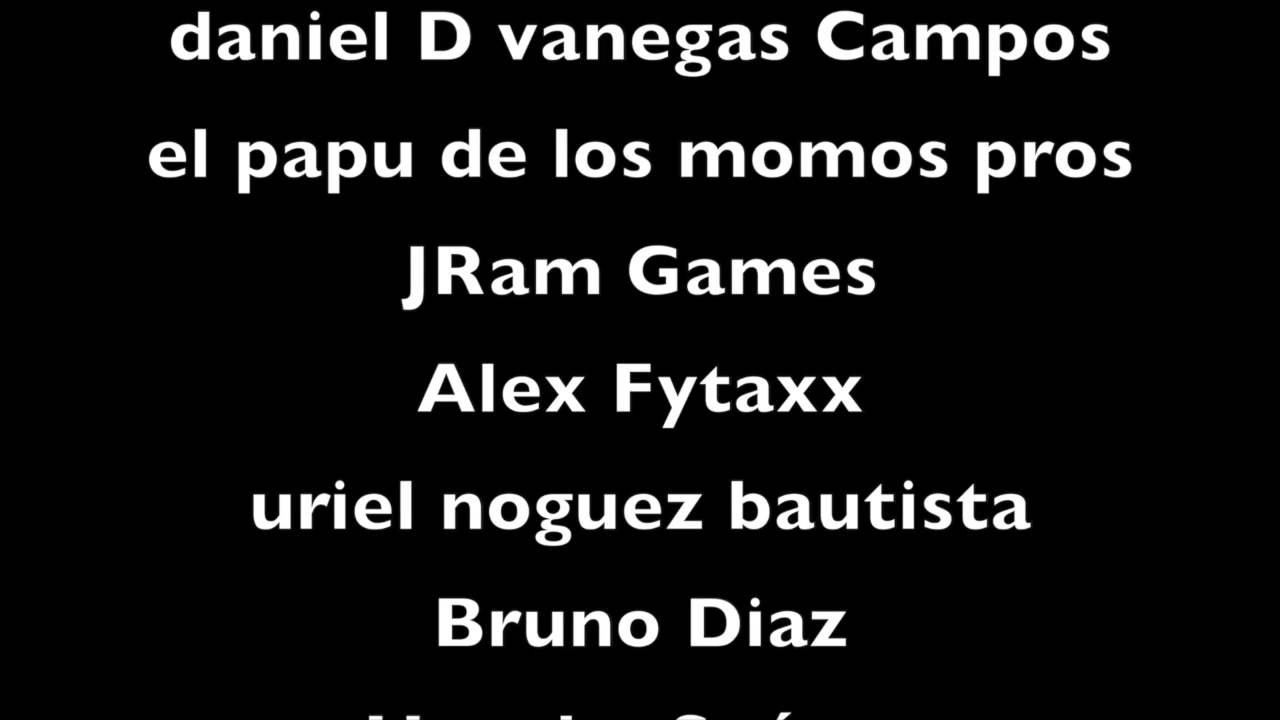 daniel D vanegas Campos
el papu de los momos pros
JRam Games
Alex Fytaxx
uriel noguez bautista
Bruno Diaz